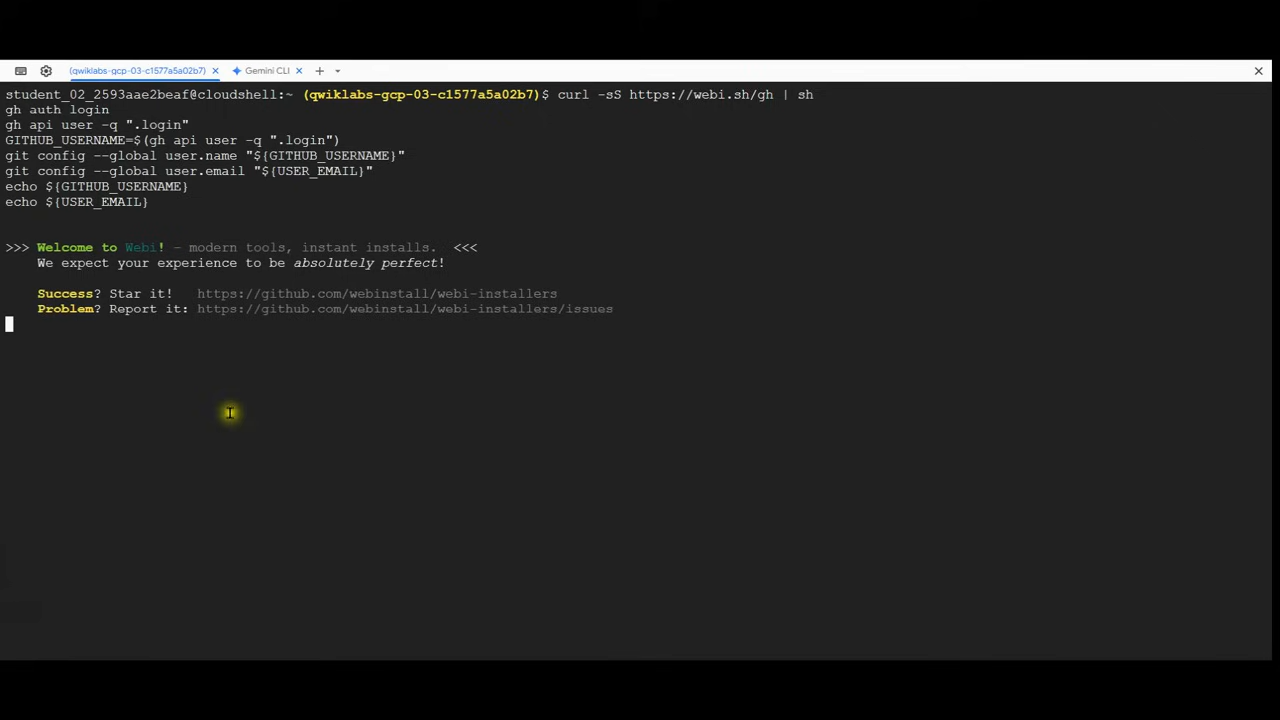 (qwiklabs-gcp-03-c1577a5a02b7) × Gemini CLI × +
student_02_2593aae2beaf@cloudshell:~ (qwiklabs-gcp-03-c1577a5a02b7)$ curl -sS https://webi.sh/gh | sh
gh auth login
gh api user -q ".login"
GITHUB_USERNAME=$(gh api user -q ".login")
git config --global user.name "${GITHUB_USERNAME}"
git config --global user.email "${USER_EMAIL}"
echo ${GITHUB_USERNAME}
echo ${USER_EMAIL}
>>> Welcome to Webi! - modern tools, instant installs. <<<
We expect your experience to be absolutely perfect!
Success? Star it! https://github.com/webinstall/webi-installers
Problem? Report it: https://github.com/webinstall/webi-installers/issues